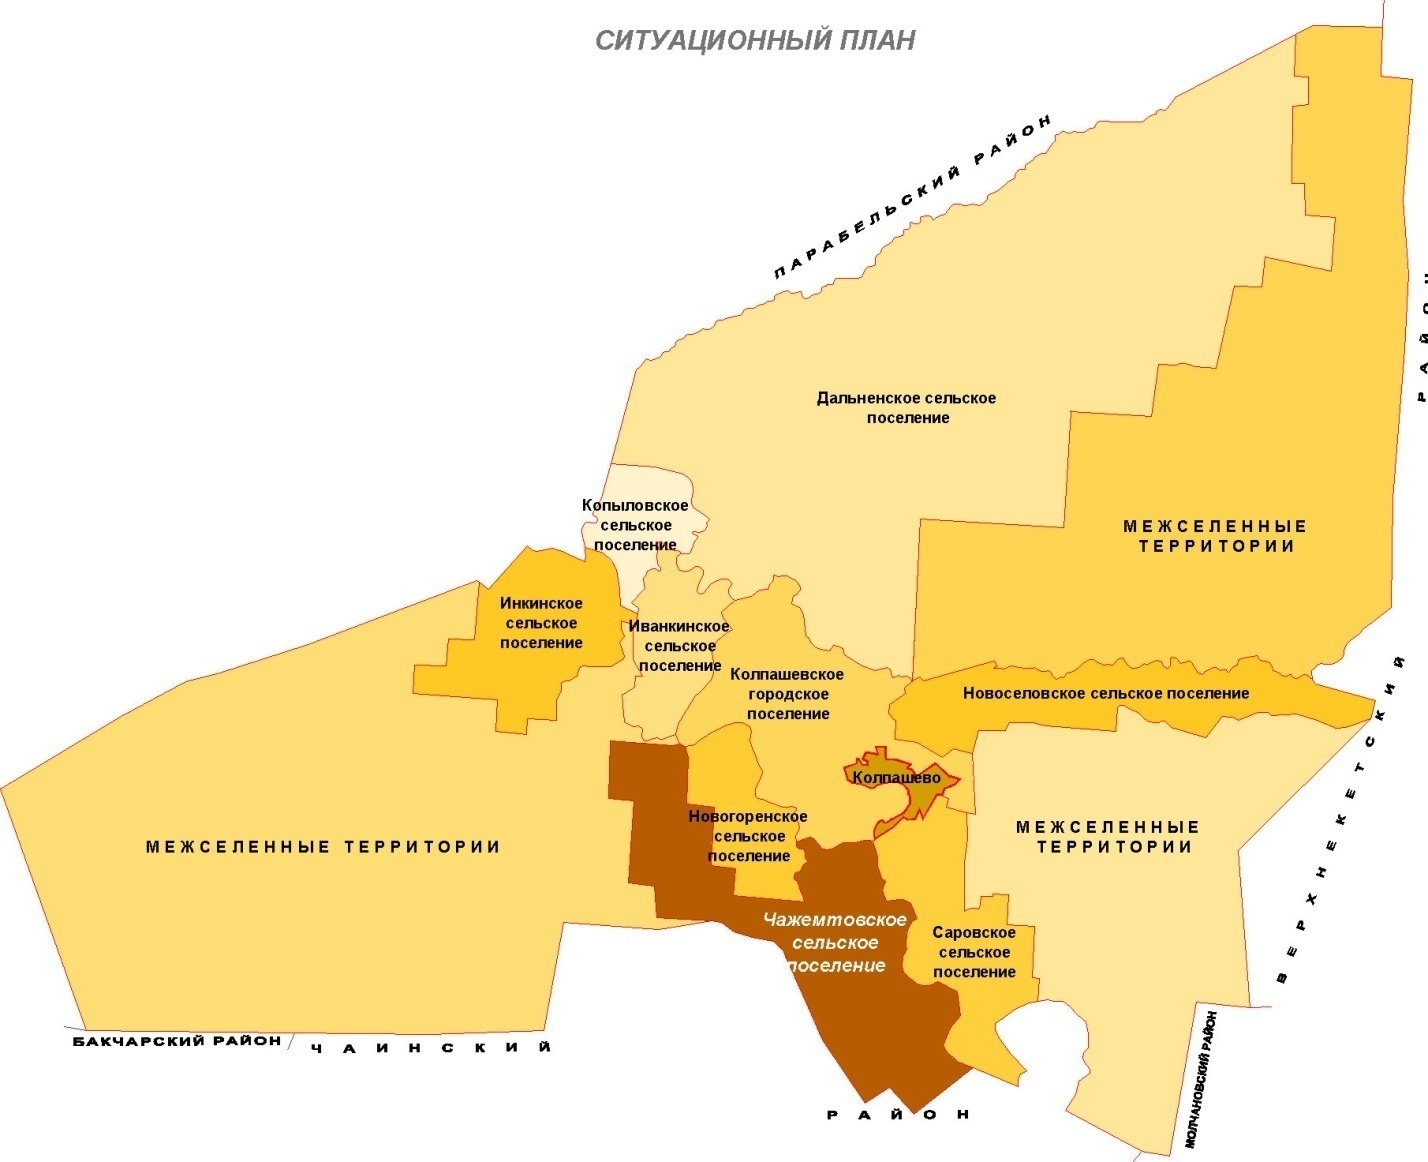 СИТУАЦИОННЫЙ ПЛАН
ПАРАБЕЛЬСКИЙ РАЙОН
РАЙОН
Дальненское сельское
поселение
Копыловское
сельское
поселение
МЕЖСЕЛЕННЫЕ
ТЕРРИТОРИИ
Инкинское
сельское
поселение
Иванкинское
сельское
поселение
Колпашевское
городское
поселение
Новоселовское сельское поселение
ВЕРХНЕКЕТСКИЙ
Колпашево
Новогоренское
сельское
поселение
МЕЖСЕЛЕННЫЕ
ТЕРРИТОРИИ
МЕЖСЕЛЕННЫЕ ТЕРРИТОРИИ
Чажемтовское
сельское
поселение
Саровское
сельское
поселение
БАКЧАРСКИЙ РАЙОН
ЧАИНСКИЙ
РАЙОН
МОЛЧАНОВСКИЙ РАЙОН